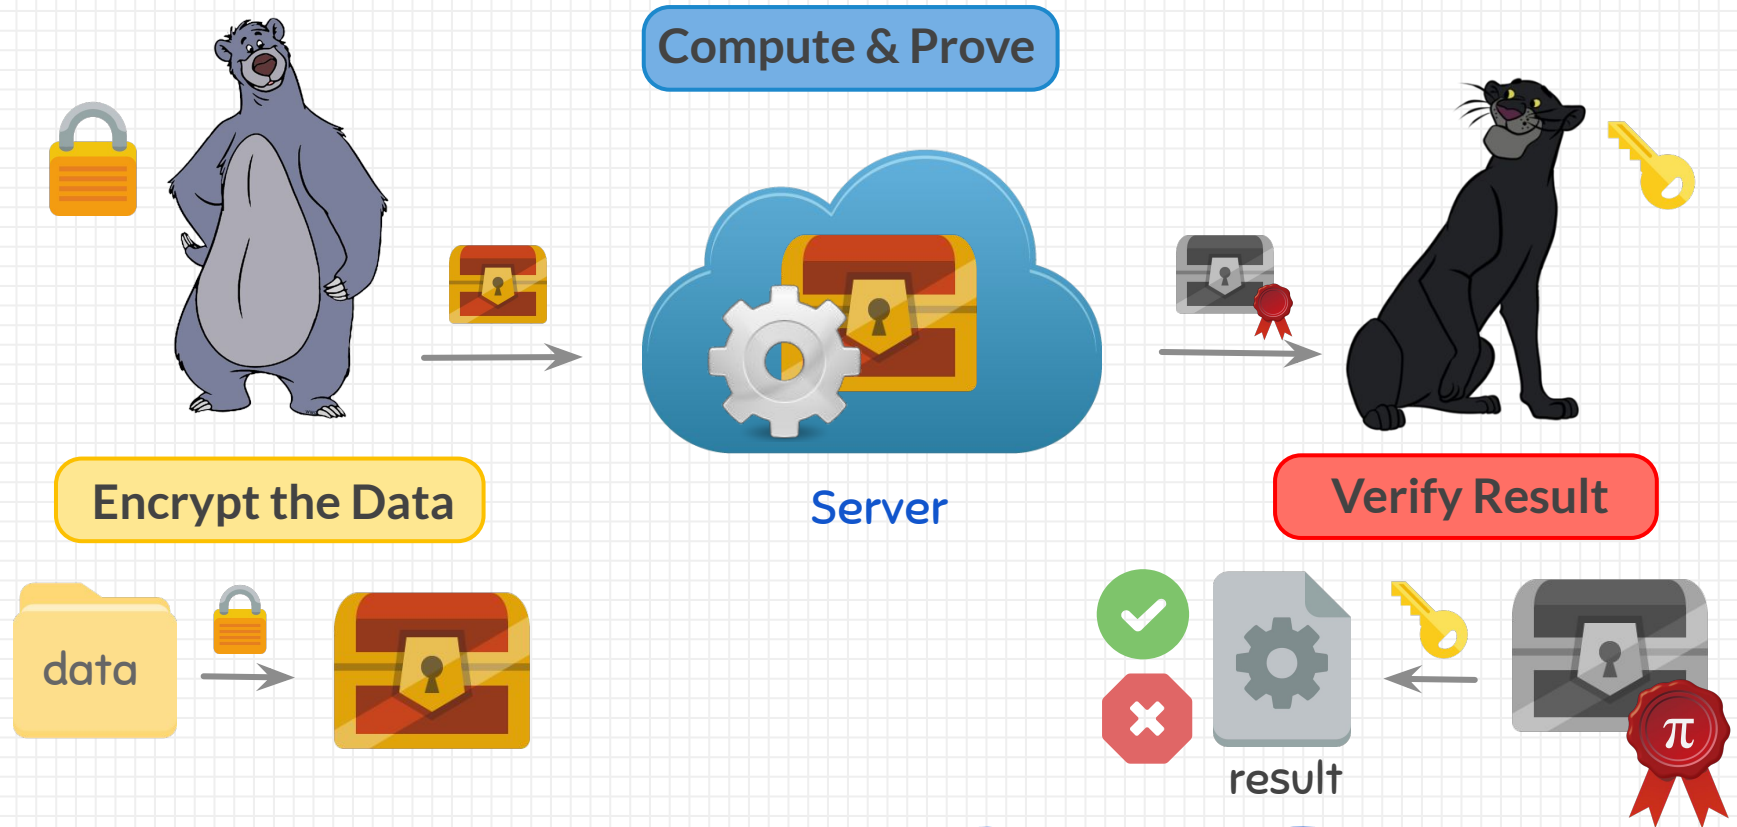 Compute & Prove
Encrypt the Data
Server
Verify Result
data
result
π